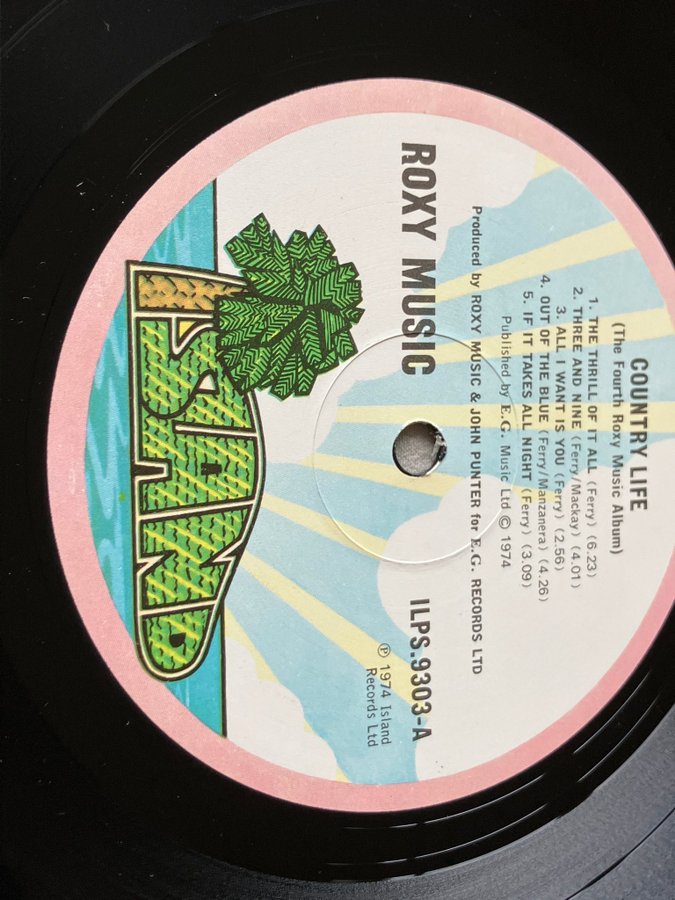 COUNTRY LIFE
(The Fourth Roxy Music Album)
1. THE THRILL OF IT ALL (Ferry) (6.23)
2. THREE AND NINE (Ferry/Mackay) (4.01)
3. ALL I WANT IS YOU (Ferry) (2.56)
4. OUT OF THE BLUE (Ferry/Manzanera) (4.26)
5. IF IT TAKES ALL NIGHT (Ferry) (3.09)
Published by E.G. Music Ltd © 1974
Produced by ROXY MUSIC & JOHN PUNTER for E.G. RECORDS LTD
ROXY MUSIC
ILPS.9303-A
℗ 1974 Island
Records Ltd
ISLAND